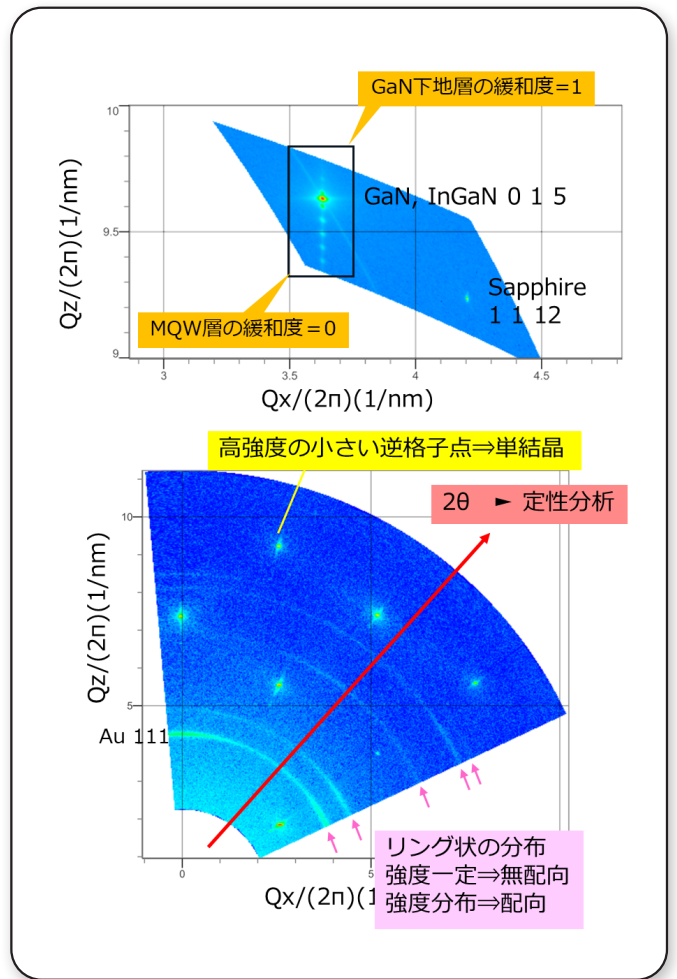 GaN下地層の緩和度=1
10
Qz/(2π)(1/nm)
GaN, InGaN 0 1 5
9.5
Sapphire
1 1 12
MQW層の緩和度＝0
9
3
3.5
4
4.5
Qx/(2π)(1/nm)
高強度の小さい逆格子点⇒単結晶
2θ ► 定性分析
10
Qz/(2π)(1/nm)
5
Au 111
リング状の分布
強度一定⇒無配向
強度分布⇒配向
0
Qx/(2π)(1